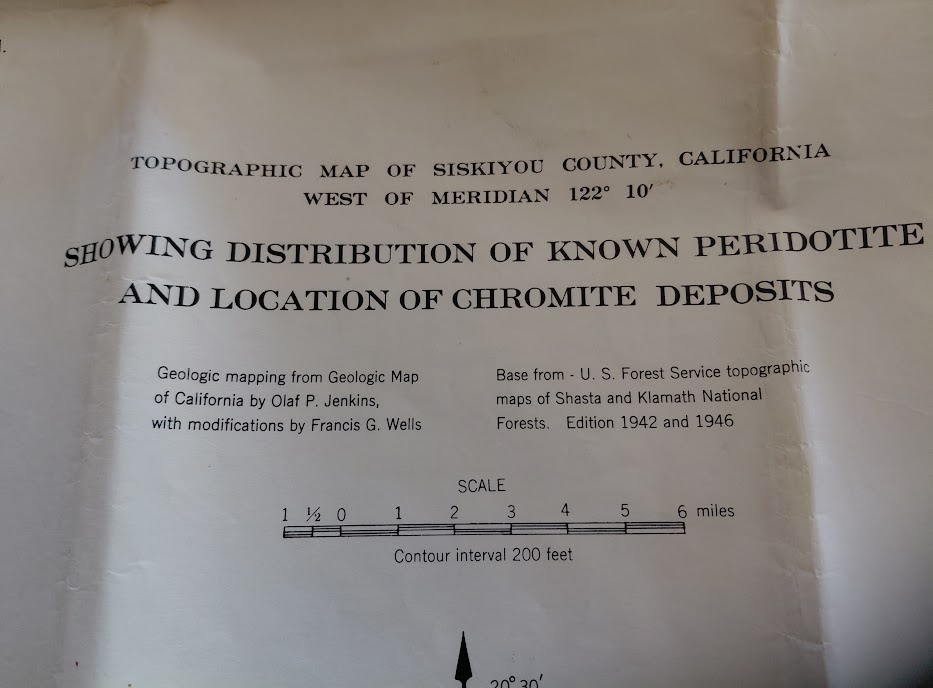 TOPOGRAPHIC MAP OF SISKIYOU COUNTY, CALIFORNIA
WEST OF MERIDIAN 122° 10′
SHOWING DISTRIBUTION OF KNOWN PERIDOTITE
AND LOCATION OF CHROMITE DEPOSITS
Geologic mapping from Geologic Map
of California by Olaf P. Jenkins,
with modifications by Francis G. Wells
Base from - U. S. Forest Service topographic
maps of Shasta and Klamath National
Forests. Edition 1942 and 1946
SCALE
1 ½ 0 1 2 3 4 5 6 miles
Contour interval 200 feet
20° 30′